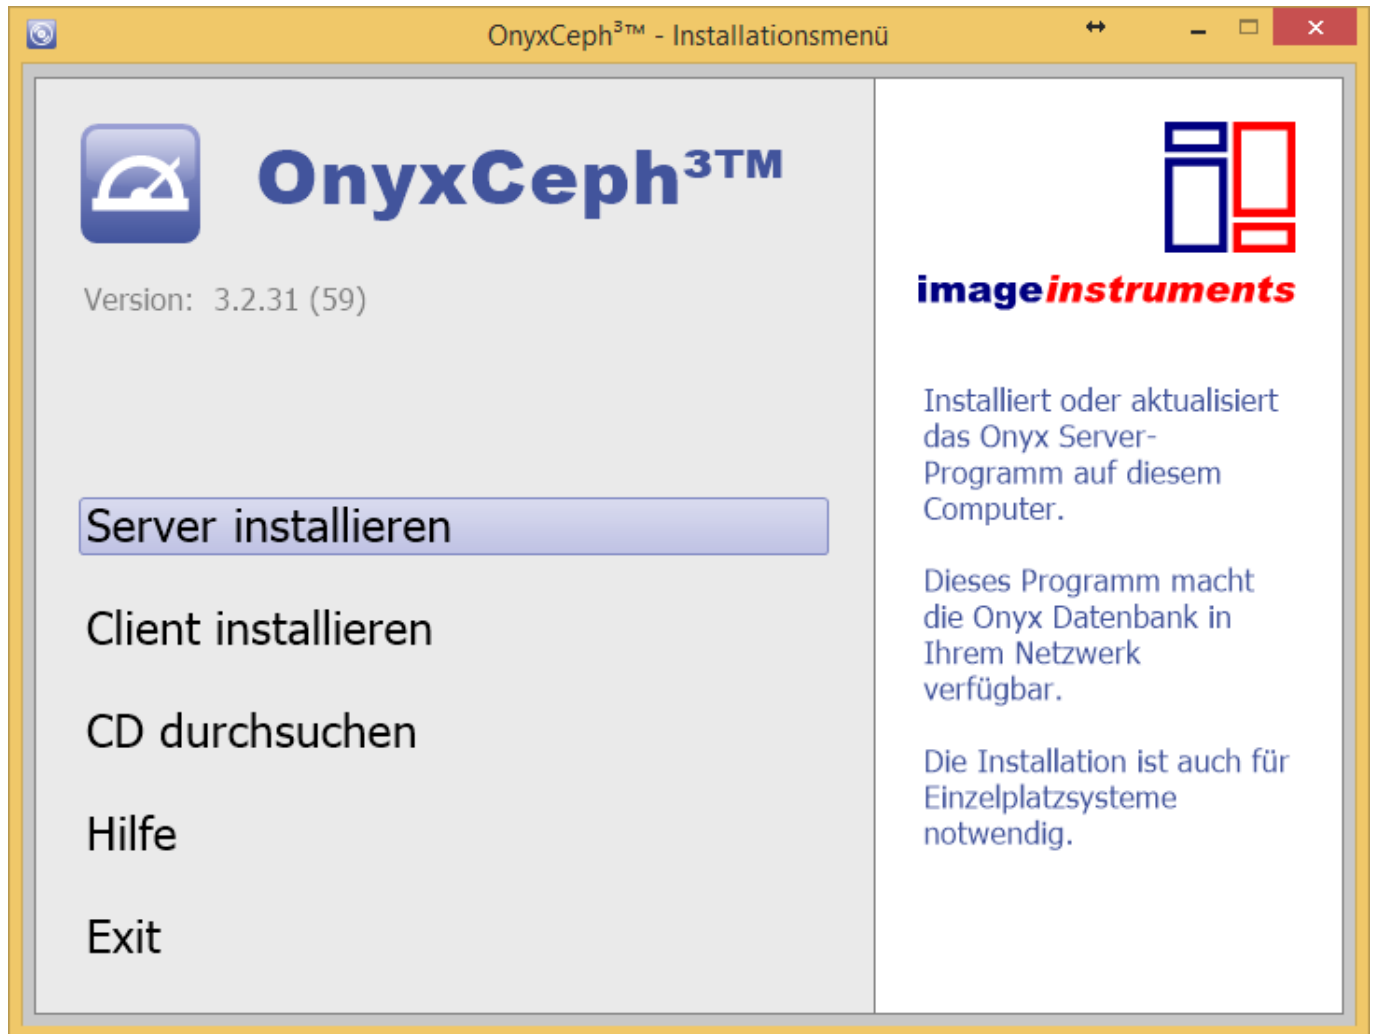 OnyxCeph³™ - Installationsmenü
OnyxCeph³™
Version: 3.2.31 (59)
Server installieren
Client installieren
CD durchsuchen
Hilfe
Exit
imageinstruments
Installiert oder aktualisiert
das Onyx Server-
Programm auf diesem
Computer.
Dieses Programm macht
die Onyx Datenbank in
Ihrem Netzwerk
verfügbar.
Die Installation ist auch für
Einzelplatzsysteme
notwendig.